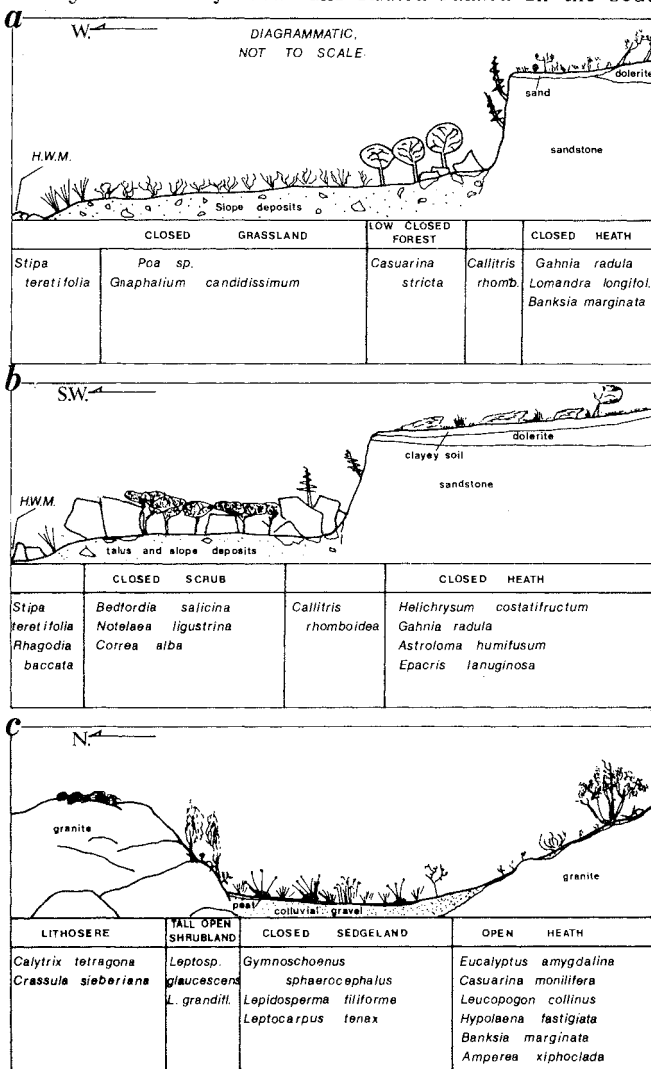 in the
a
W.
DIAGRAMMATIC,
NOT TO SCALE.
sand
dolerite
sandstone
H.W.M.
Slope deposits
CLOSED GRASSLAND
LOW CLOSED
FOREST
CLOSED HEATH
Stipa
teretifolia
Poa sp.
Gnaphalium candidissimum
Casuarina
stricta
Callitris
rhomb.
Gahnia radula
Lomandra longifol.
Banksia marginata
b
S.W.
clayey soil
dolerite
sandstone
H.W.M.
talus and slope deposits
CLOSED SCRUB
CLOSED HEATH
Stipa
teretifolia
Rhagodia
baccata
Bedfordia salicina
Notelaea ligustrina
Correa alba
Callitris
rhomboidea
Helichrysum costatifructum
Gahnia radula
Astroloma humifusum
Epacris lanuginosa
c
N.
granite
granite
peat
colluvial gravel
LITHOSERE
TALL OPEN
SHRUBLAND
CLOSED SEDGELAND
OPEN HEATH
Calytrix tetragona
Crassula sieberiana
Leptosp.
glaucescens
L. granditl.
Gymnoschoenus
sphaerocephalus
Lepidosperma filiforme
Leptocarpus tenax
Eucalyptus amygdalina
Casuarina monilifera
Leucopogon collinus
Hypolaena fastigiata
Banksia marginata
Amperea xiphoclada